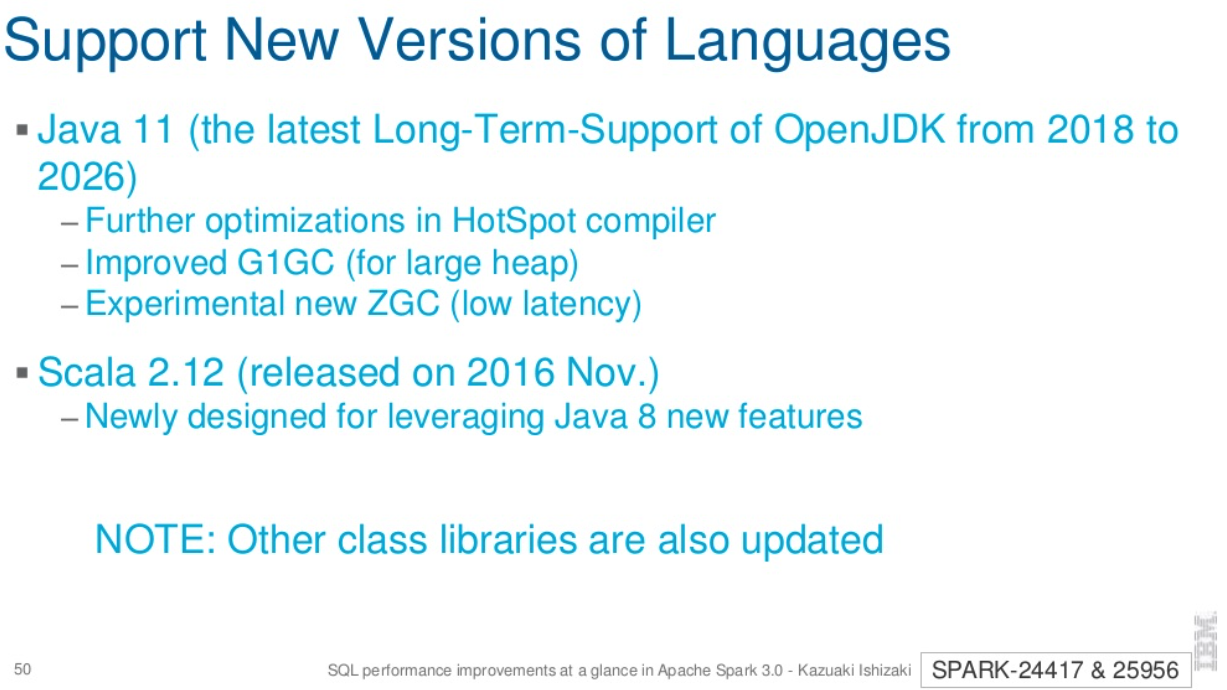 Support New Versions of Languages
▪ Java 11 (the latest Long-Term-Support of OpenJDK from 2018 to
2026)
– Further optimizations in HotSpot compiler
– Improved G1GC (for large heap)
– Experimental new ZGC (low latency)
▪ Scala 2.12 (released on 2016 Nov.)
– Newly designed for leveraging Java 8 new features
NOTE: Other class libraries are also updated
50
SQL performance improvements at a glance in Apache Spark 3.0 - Kazuaki Ishizaki
SPARK-24417 & 25956
IBM